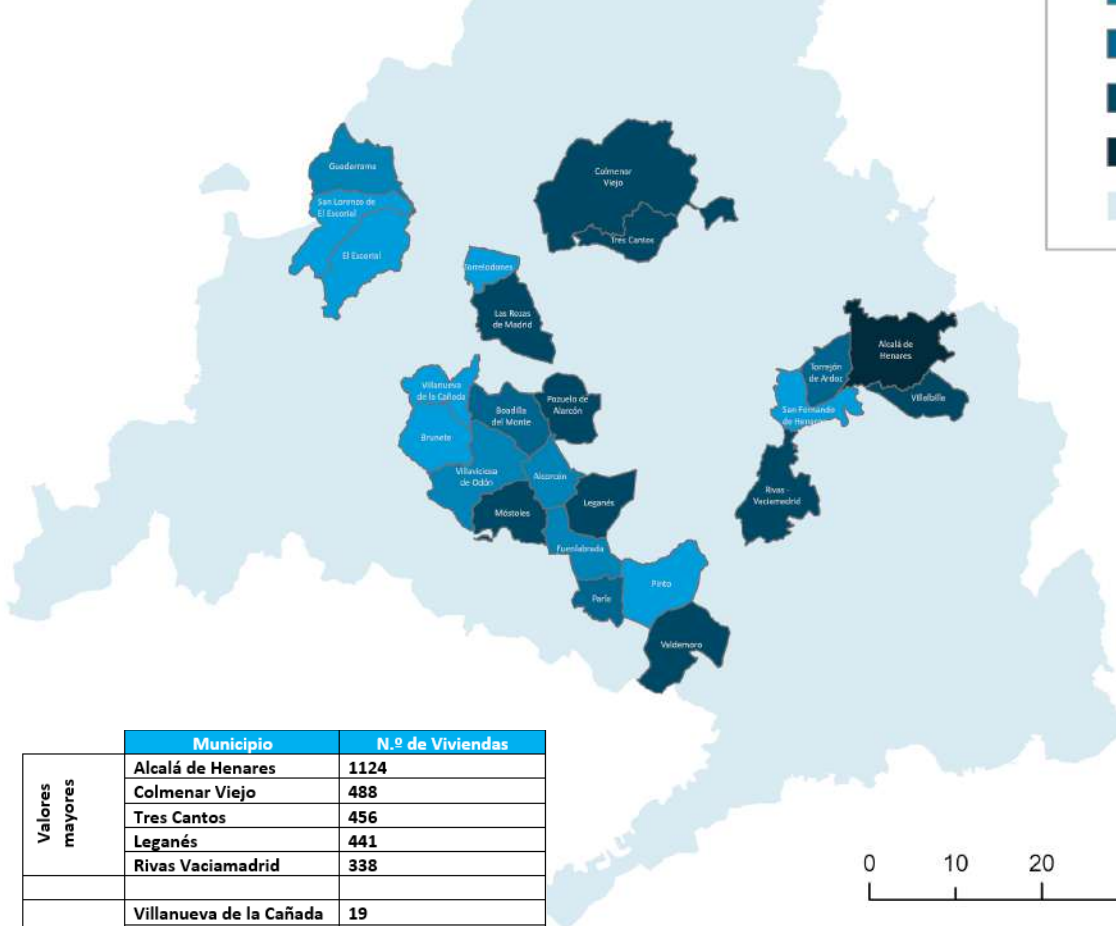 Guadarrama
San Lorenzo de
El Escorial
El Escorial
Colmenar
Viejo
Tres Cantos
Torrelodones
Las Rozas
de Madrid
Alcalá de
Henares
Torrejón
de Ardoz
Villalbilla
San Fernando
de Henares
Villanueva
de la Cañada
Boadilla
del Monte
Pozuelo de
Alarcón
Brunete
Villaviciosa
de Odón
Alcorcón
Leganés
Móstoles
Rivas -
Vaciamadrid
Fuenlabrada
Pinto
Parla
Valdemoro
Municipio N.º de Viviendas
Valores
mayores
Alcalá de Henares 1124
Colmenar Viejo 488
Tres Cantos 456
Leganés 441
Rivas Vaciamadrid 338
Villanueva de la Cañada 19
0 10 20